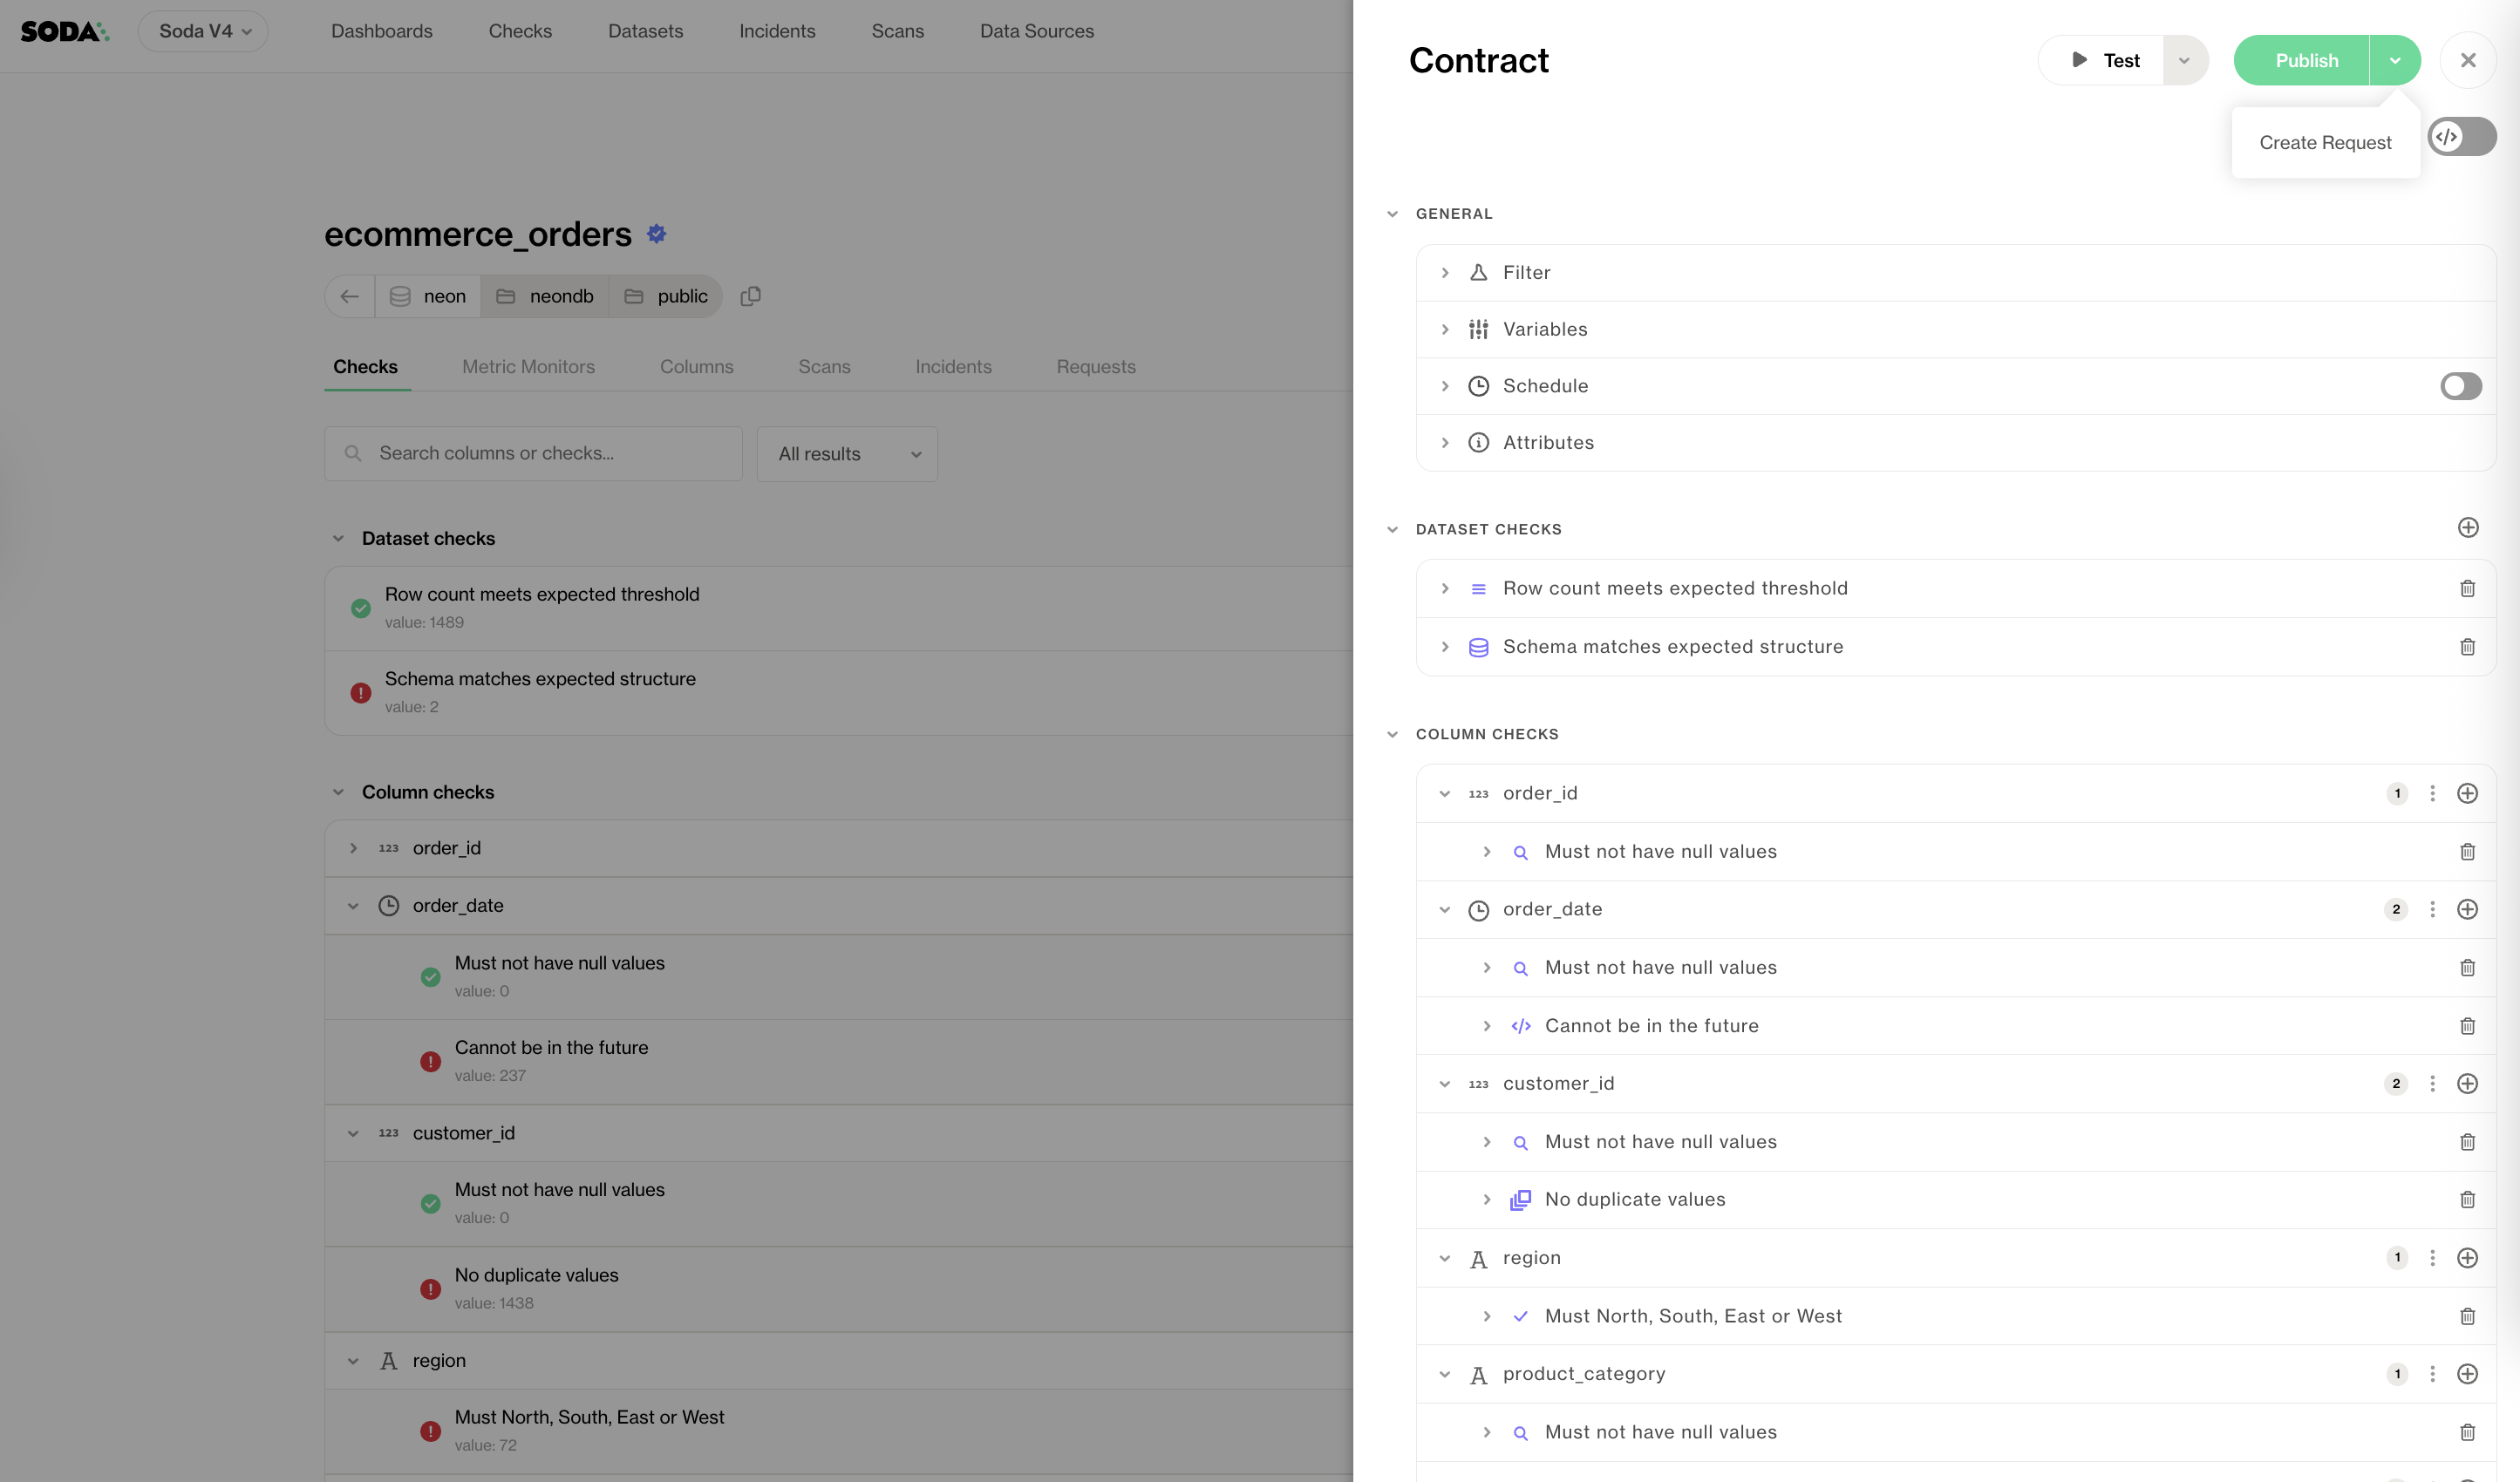 SODA
Soda V4
Dashboards
Checks
Datasets
Incidents
Scans
Data Sources
ecommerce_orders
neon
neondb
public
Checks
Metric Monitors
Columns
Scans
Incidents
Requests
Search columns or checks...
All results
Dataset checks
Row count meets expected threshold
value: 1489
Schema matches expected structure
value: 2
Column checks
123 order_id
order_date
Must not have null values
value: 0
Cannot be in the future
value: 237
123 customer_id
Must not have null values
value: 0
No duplicate values
value: 1438
A region
Must North, South, East or West
value: 72
Contract
Test
Publish
Create Request
</>
GENERAL
Filter
Variables
Schedule
Attributes
DATASET CHECKS
Row count meets expected threshold
Schema matches expected structure
COLUMN CHECKS
123 order_id 1
Must not have null values
order_date 2
Must not have null values
</> Cannot be in the future
123 customer_id 2
Must not have null values
No duplicate values
A region 1
Must North, South, East or West
A product_category 1
Must not have null values